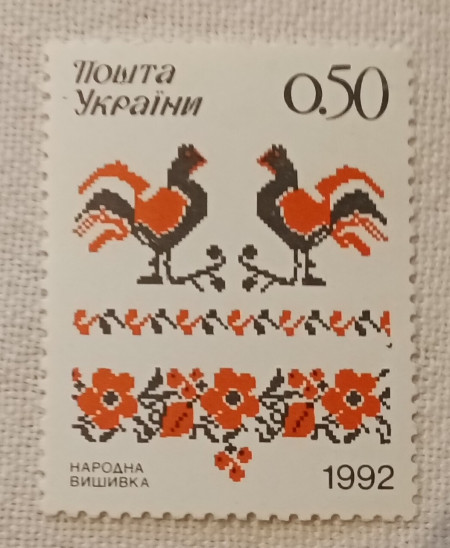 Пошта
України
0.50
НАРОДНА
ВИШИВКА
1992